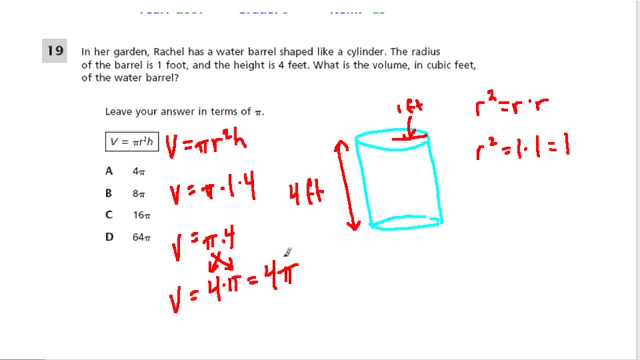 19 In her garden, Rachel has a water barrel shaped like a cylinder. The radius
of the barrel is 1 foot, and the height is 4 feet. What is the volume, in cubic feet,
of the water barrel?
Leave your answer in terms of π.
V = πr²h
A 4π
B 8π
C 16π
D 64π
V = πr²h
V = π·1·4
V = π·4
V = 4·π = 4π
1 ft
4 ft
r² = r·r
r² = 1·1 = 1